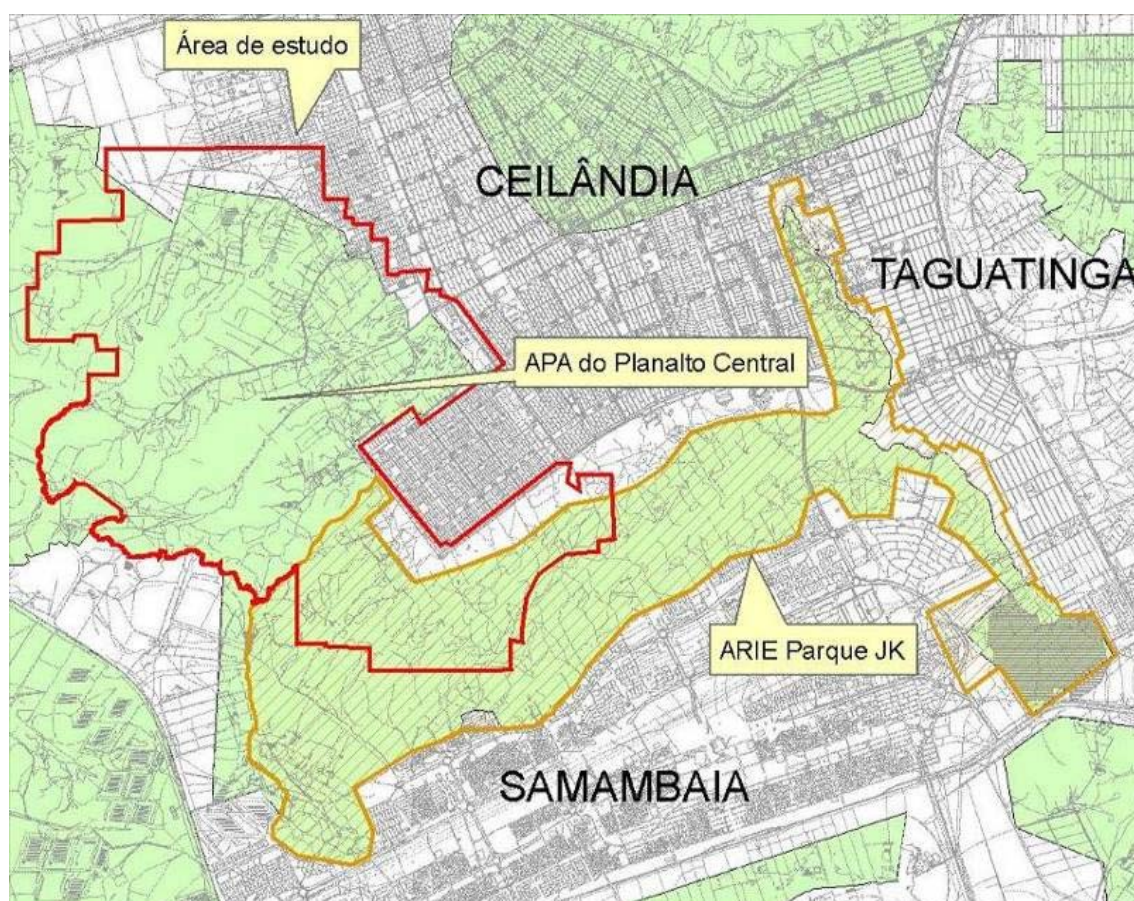 Área de estudo
CEILÂNDIA
TAGUATINGA
APA do Planalto Central
ARIE Parque JK
SAMAMBAIA